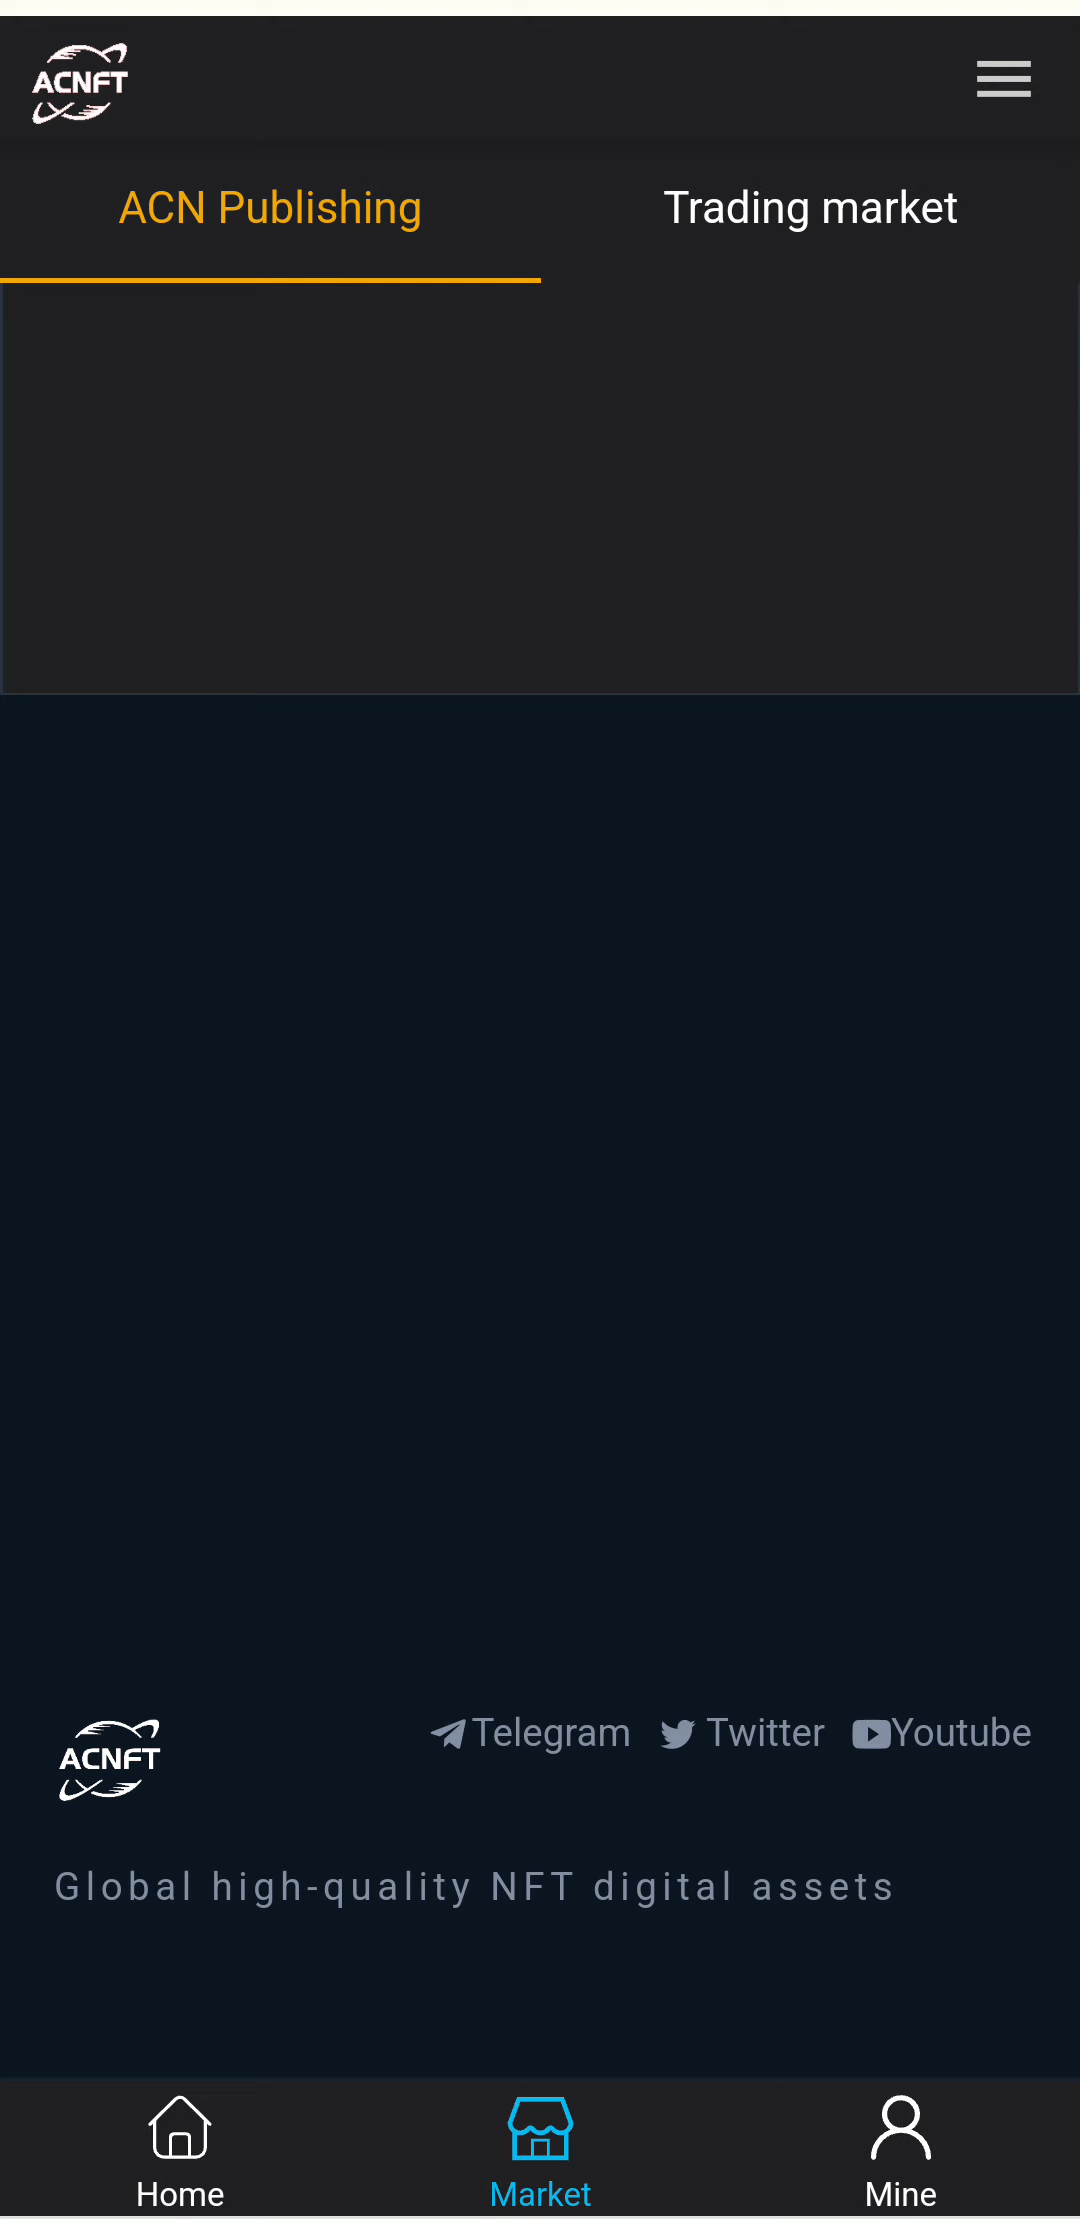 ACNFT
ACN Publishing Trading market
ACNFT
Telegram Twitter Youtube
Global high-quality NFT digital assets
Home Market Mine